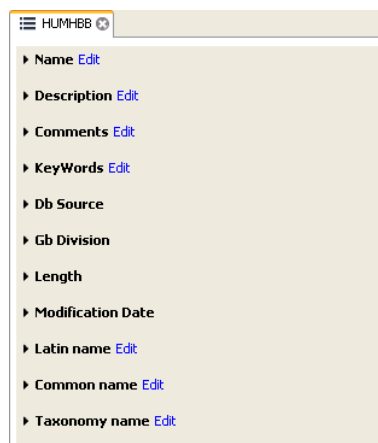 HUMHBB
Name Edit
Description Edit
Comments Edit
KeyWords Edit
Db Source
Gb Division
Length
Modification Date
Latin name Edit
Common name Edit
Taxonomy name Edit